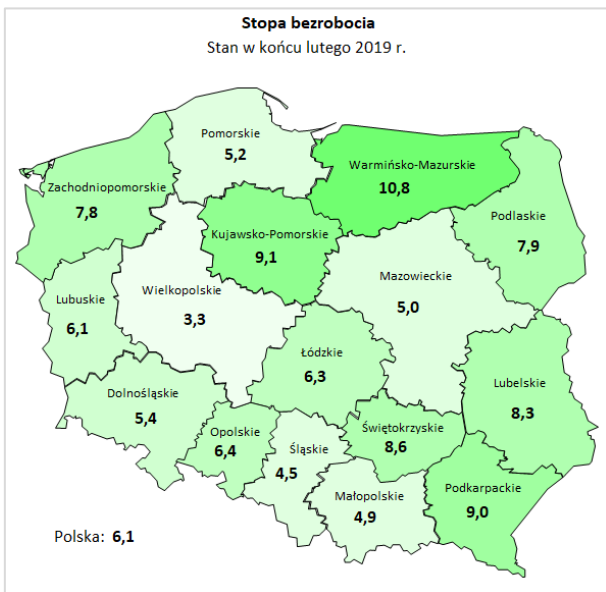 Stopa bezrobocia
Stan w końcu lutego 2019 r.
Pomorskie
5,2
Warmińsko-Mazurskie
10,8
Zachodniopomorskie
7,8
Podlaskie
7,9
Kujawsko-Pomorskie
9,1
Mazowieckie
5,0
Wielkopolskie
3,3
Lubuskie
6,1
Łódzkie
6,3
Lubelskie
8,3
Dolnośląskie
5,4
Opolskie
6,4
Śląskie
4,5
Świętokrzyskie
8,6
Małopolskie
4,9
Podkarpackie
9,0
Polska: 6,1